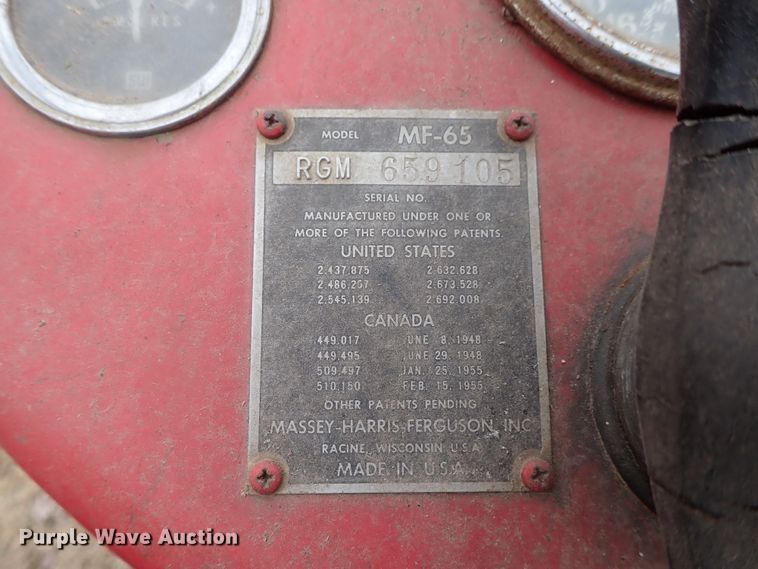 MODEL MF-65
RGM 659105
SERIAL NO.
MANUFACTURED UNDER ONE OR
MORE OF THE FOLLOWING PATENTS.
UNITED STATES
2.437.875 2.632.628
2.486.257 2.673.528
2.545.139 2.692.008
CANADA
449.017 JUNE 8, 1948
449.495 JUNE 29, 1948
509.497 JAN. 25, 1955
510.150 FEB. 15, 1955
OTHER PATENTS PENDING
MASSEY-HARRIS-FERGUSON, INC.
RACINE, WISCONSIN U.S.A.
MADE IN U.S.A.
Purple Wave Auction